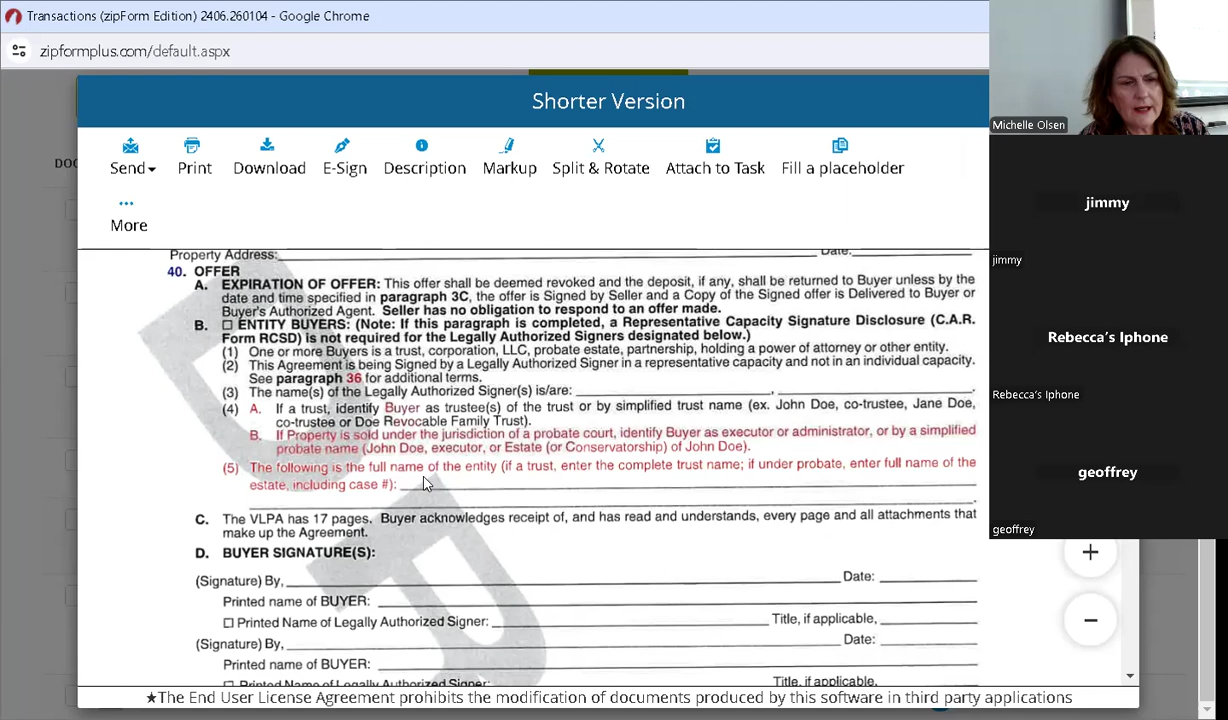 Transactions (zipForm Edition) 2406.260104 - Google Chrome
zipformplus.com/default.aspx
Shorter Version
Send
Print
Download
E-Sign
Description
Markup
Split & Rotate
Attach to Task
Fill a placeholder
More
Property Address: Date:
40. OFFER
A. EXPIRATION OF OFFER: This offer shall be deemed revoked and the deposit, if any, shall be returned to Buyer unless by the
date and time specified in paragraph 3C, the offer is Signed by Seller and a Copy of the Signed offer is Delivered to Buyer or
Buyer's Authorized Agent. Seller has no obligation to respond to an offer made.
B. ☐ ENTITY BUYERS: (Note: If this paragraph is completed, a Representative Capacity Signature Disclosure (C.A.R.
Form RCSD) is not required for the Legally Authorized Signers designated below.)
(1) One or more Buyers is a trust, corporation, LLC, probate estate, partnership, holding a power of attorney or other entity.
(2) This Agreement is being Signed by a Legally Authorized Signer in a representative capacity and not in an individual capacity.
See paragraph 36 for additional terms.
(3) The name(s) of the Legally Authorized Signer(s) is/are: , .
(4) A. If a trust, identify Buyer as trustee(s) of the trust or by simplified trust name (ex. John Doe, co-trustee, Jane Doe,
co-trustee or Doe Revocable Family Trust).
B. If Property is sold under the jurisdiction of a probate court, identify Buyer as executor or administrator, or by a simplified
probate name (John Doe, executor, or Estate (or Conservatorship) of John Doe).
(5) The following is the full name of the entity (if a trust, enter the complete trust name; if under probate, enter full name of the
estate, including case #):
.
C. The VLPA has 17 pages. Buyer acknowledges receipt of, and has read and understands, every page and all attachments that
make up the Agreement.
D. BUYER SIGNATURE(S):
(Signature) By, Date:
Printed name of BUYER:
☐ Printed Name of Legally Authorized Signer: Title, if applicable,
(Signature) By, Date:
Printed name of BUYER:
☐ Printed Name of Legally Authorized Signer: Title, if applicable,
★The End User License Agreement prohibits the modification of documents produced by this software in third party applications
Michelle Olsen
jimmy
jimmy
Rebecca's Iphone
Rebecca's Iphone
geoffrey
geoffrey